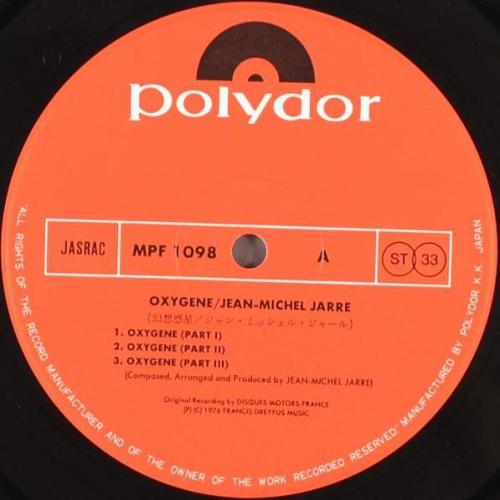 polydor
JASRAC
MPF 1098
A
ST 33
OXYGENE/JEAN-MICHEL JARRE
(幻想惑星/ジャン・ミッシェル・ジャール)
1. OXYGENE (PART I)
2. OXYGENE (PART II)
3. OXYGENE (PART III)
(Composed, Arranged and Produced by JEAN-MICHEL JARRE)
Original Recording by DISQUES MOTORS-FRANCE
(P) (C) 1976 FRANCIS DREYFUS MUSIC
"ALL RIGHTS OF THE RECORD MANUFACTURER AND OF THE OWNER OF THE WORK RECORDED RESERVED." MANUFACTURED BY POLYDOR K.K. JAPAN